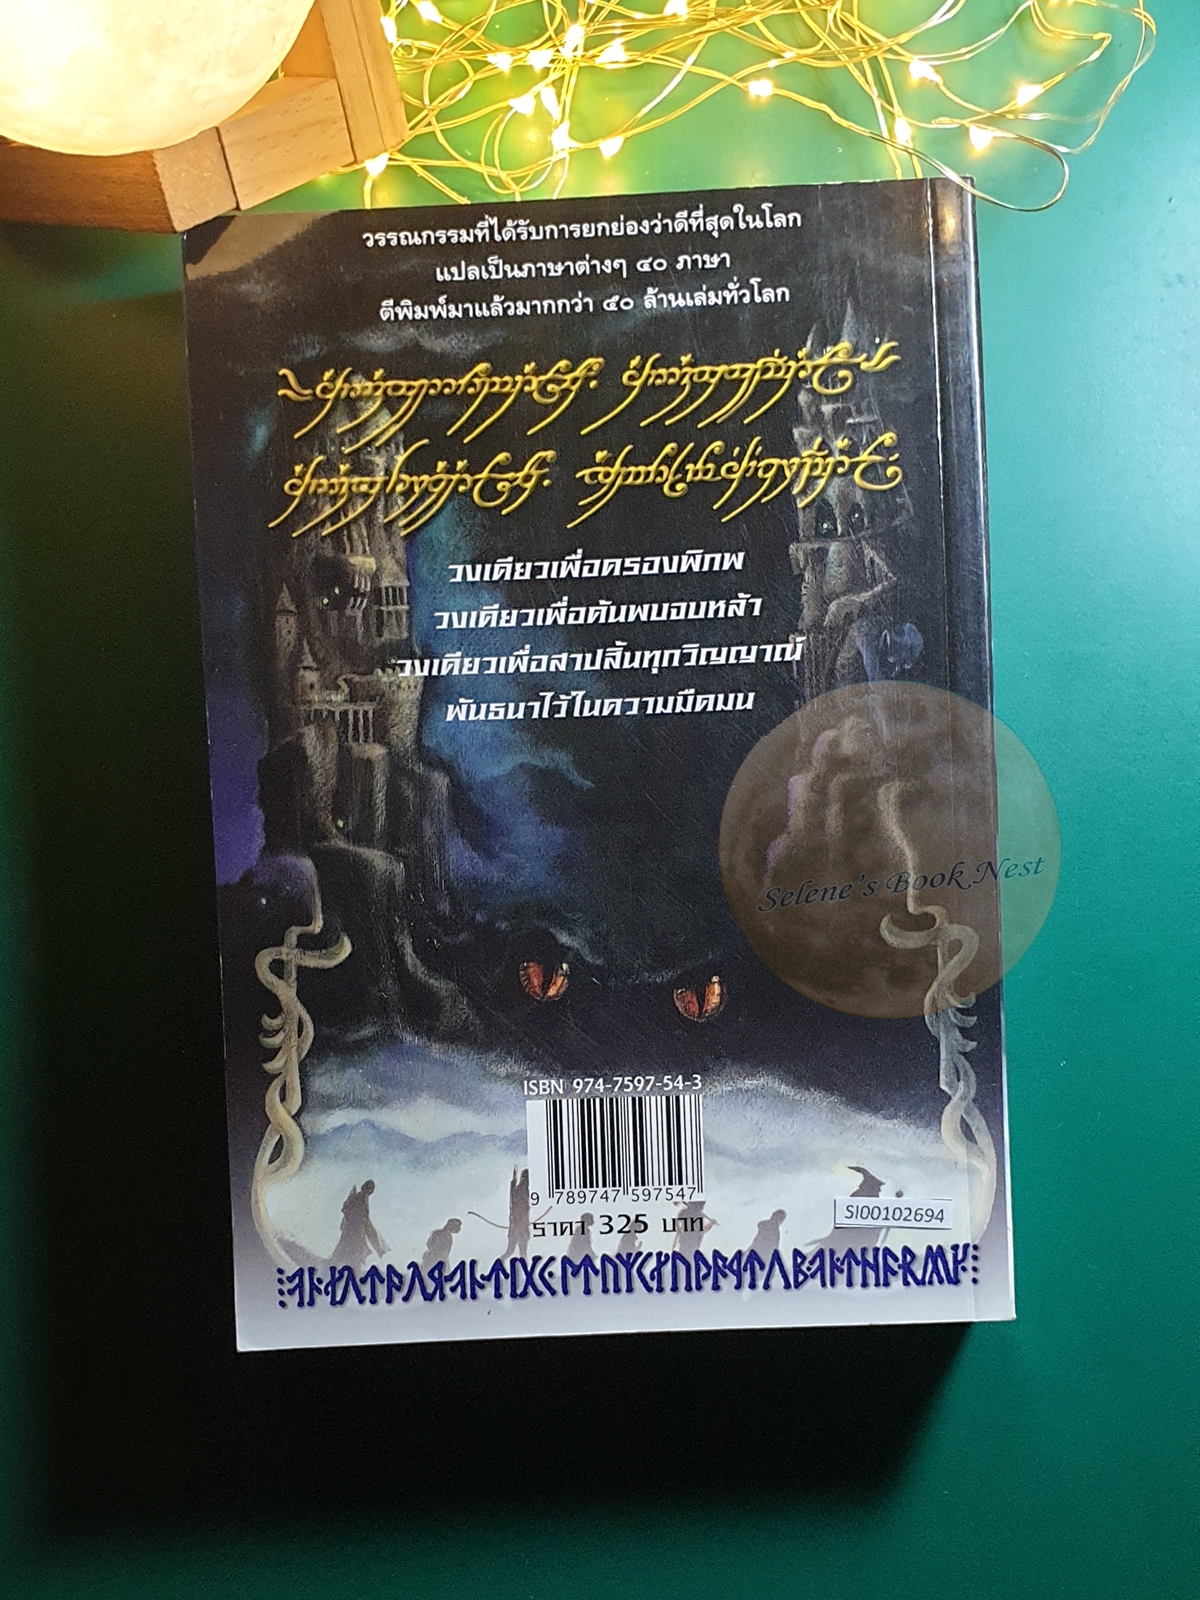 วรรณกรรมที่ได้รับการยกย่องว่าดีที่สุดในโลก
แปลเป็นภาษาต่างๆ ๔๐ ภาษา
ตีพิมพ์มาแล้วมากกว่า ๕๐ ล้านเล่มทั่วโลก
วงเดียวเพื่อครองพิภพ
วงเดียวเพื่อค้นพบจบหล้า
วงเดียวเพื่อสาปสิ้นทุกวิญญาณ์
พันธนาไว้ในความมืดมน
Selene's Book Nest
ISBN 974-7597-54-3
9 789747 597547
ราคา 325 บาท
SI00102694